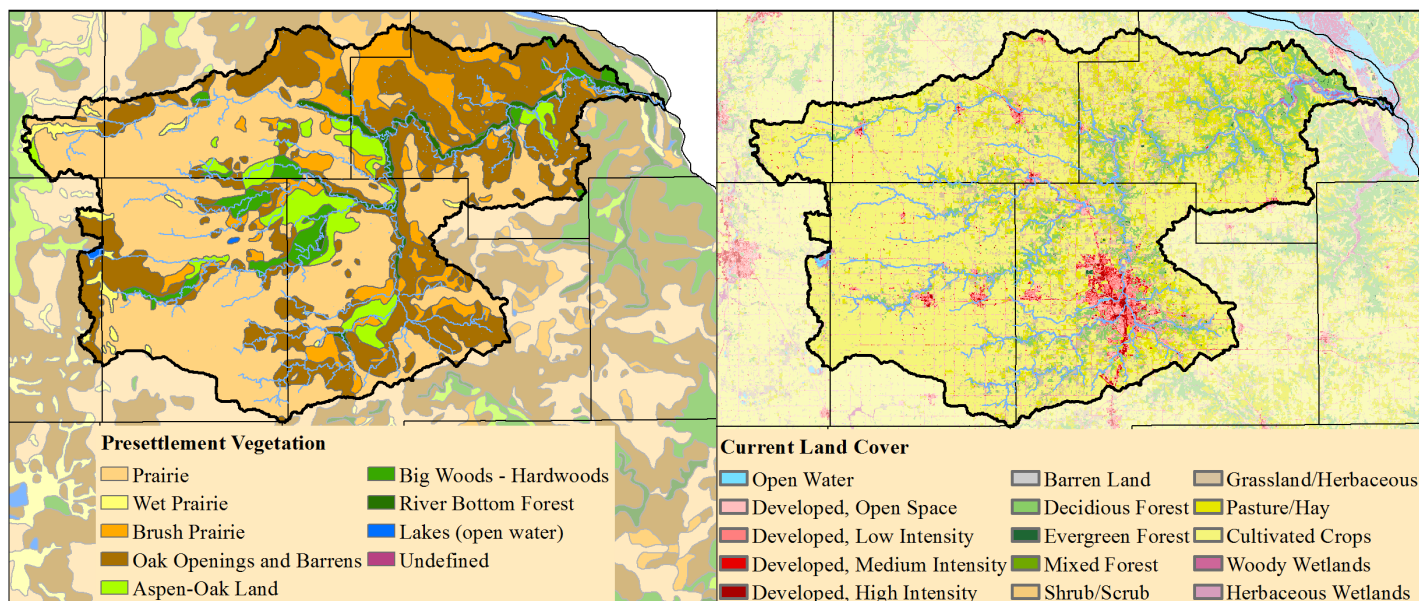 Presettlement Vegetation
Prairie
Wet Prairie
Brush Prairie
Oak Openings and Barrens
Aspen-Oak Land
Big Woods - Hardwoods
River Bottom Forest
Lakes (open water)
Undefined
Current Land Cover
Open Water
Developed, Open Space
Developed, Low Intensity
Developed, Medium Intensity
Developed, High Intensity
Barren Land
Decidious Forest
Evergreen Forest
Mixed Forest
Shrub/Scrub
Grassland/Herbaceous
Pasture/Hay
Cultivated Crops
Woody Wetlands
Herbaceous Wetlands